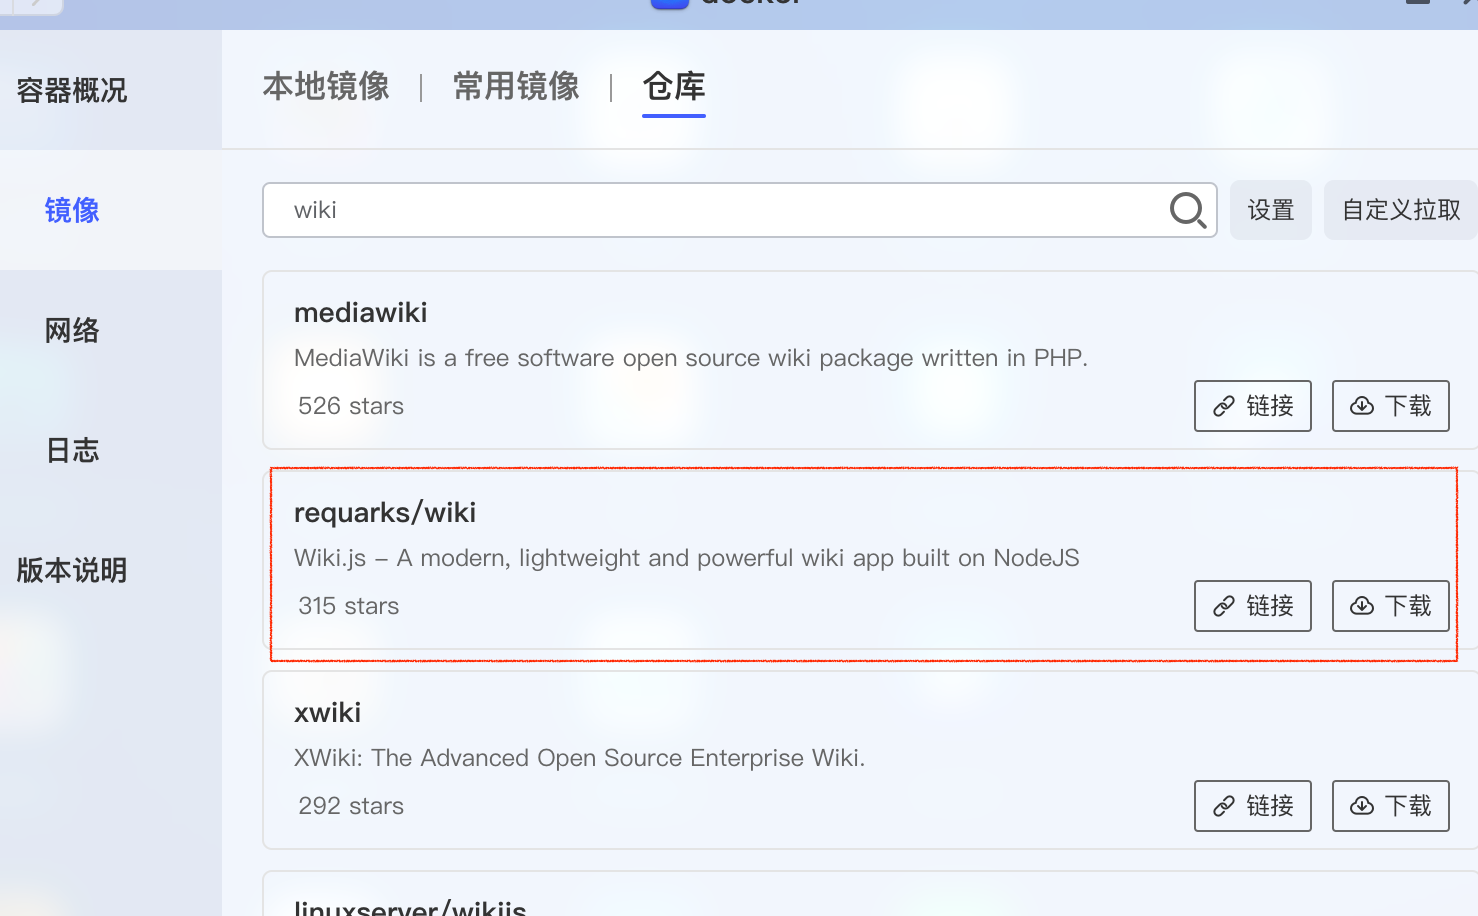 docker
容器概况
镜像
网络
日志
版本说明
本地镜像 | 常用镜像 | 仓库
wiki
设置
自定义拉取
mediawiki
MediaWiki is a free software open source wiki package written in PHP.
526 stars
链接
下载
requarks/wiki
Wiki.js – A modern, lightweight and powerful wiki app built on NodeJS
315 stars
链接
下载
xwiki
XWiki: The Advanced Open Source Enterprise Wiki.
292 stars
链接
下载
linuxserver/wikijs